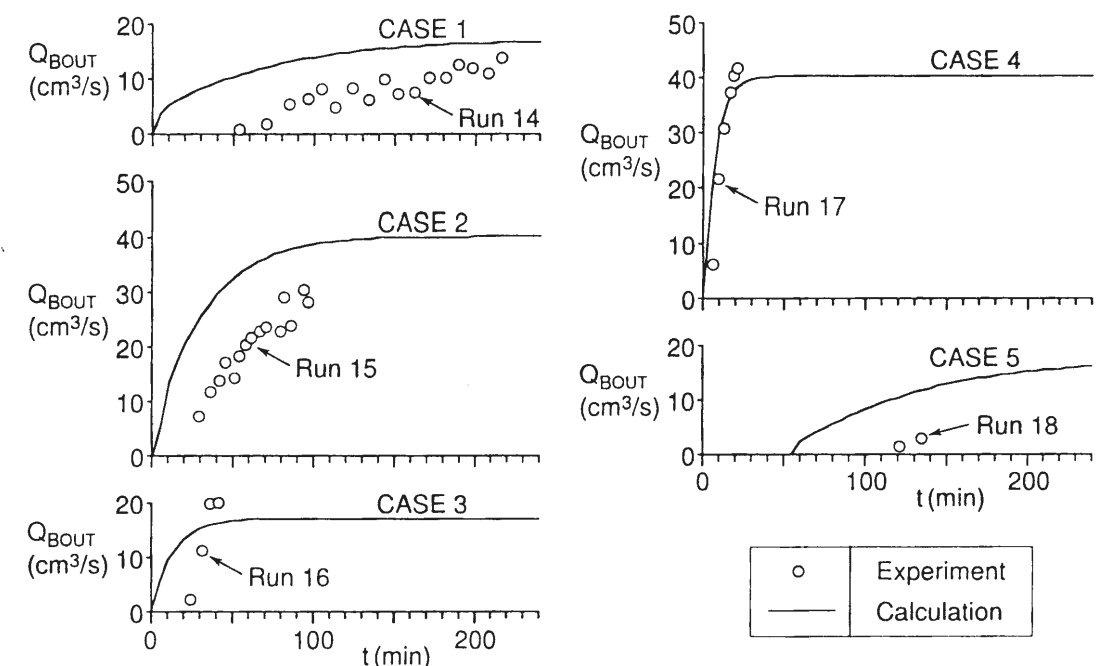 20
CASE 1
Q_BOUT
(cm³/s)
10
0
Run 14
50
CASE 2
40
Q_BOUT
(cm³/s)
30
20
10
0
Run 15
20
CASE 3
Q_BOUT
(cm³/s)
10
0
Run 16
0
100
200
t (min)
50
CASE 4
40
Q_BOUT
(cm³/s)
30
20
10
0
Run 17
20
CASE 5
Q_BOUT
(cm³/s)
10
0
Run 18
0
100
200
t (min)
Experiment
Calculation